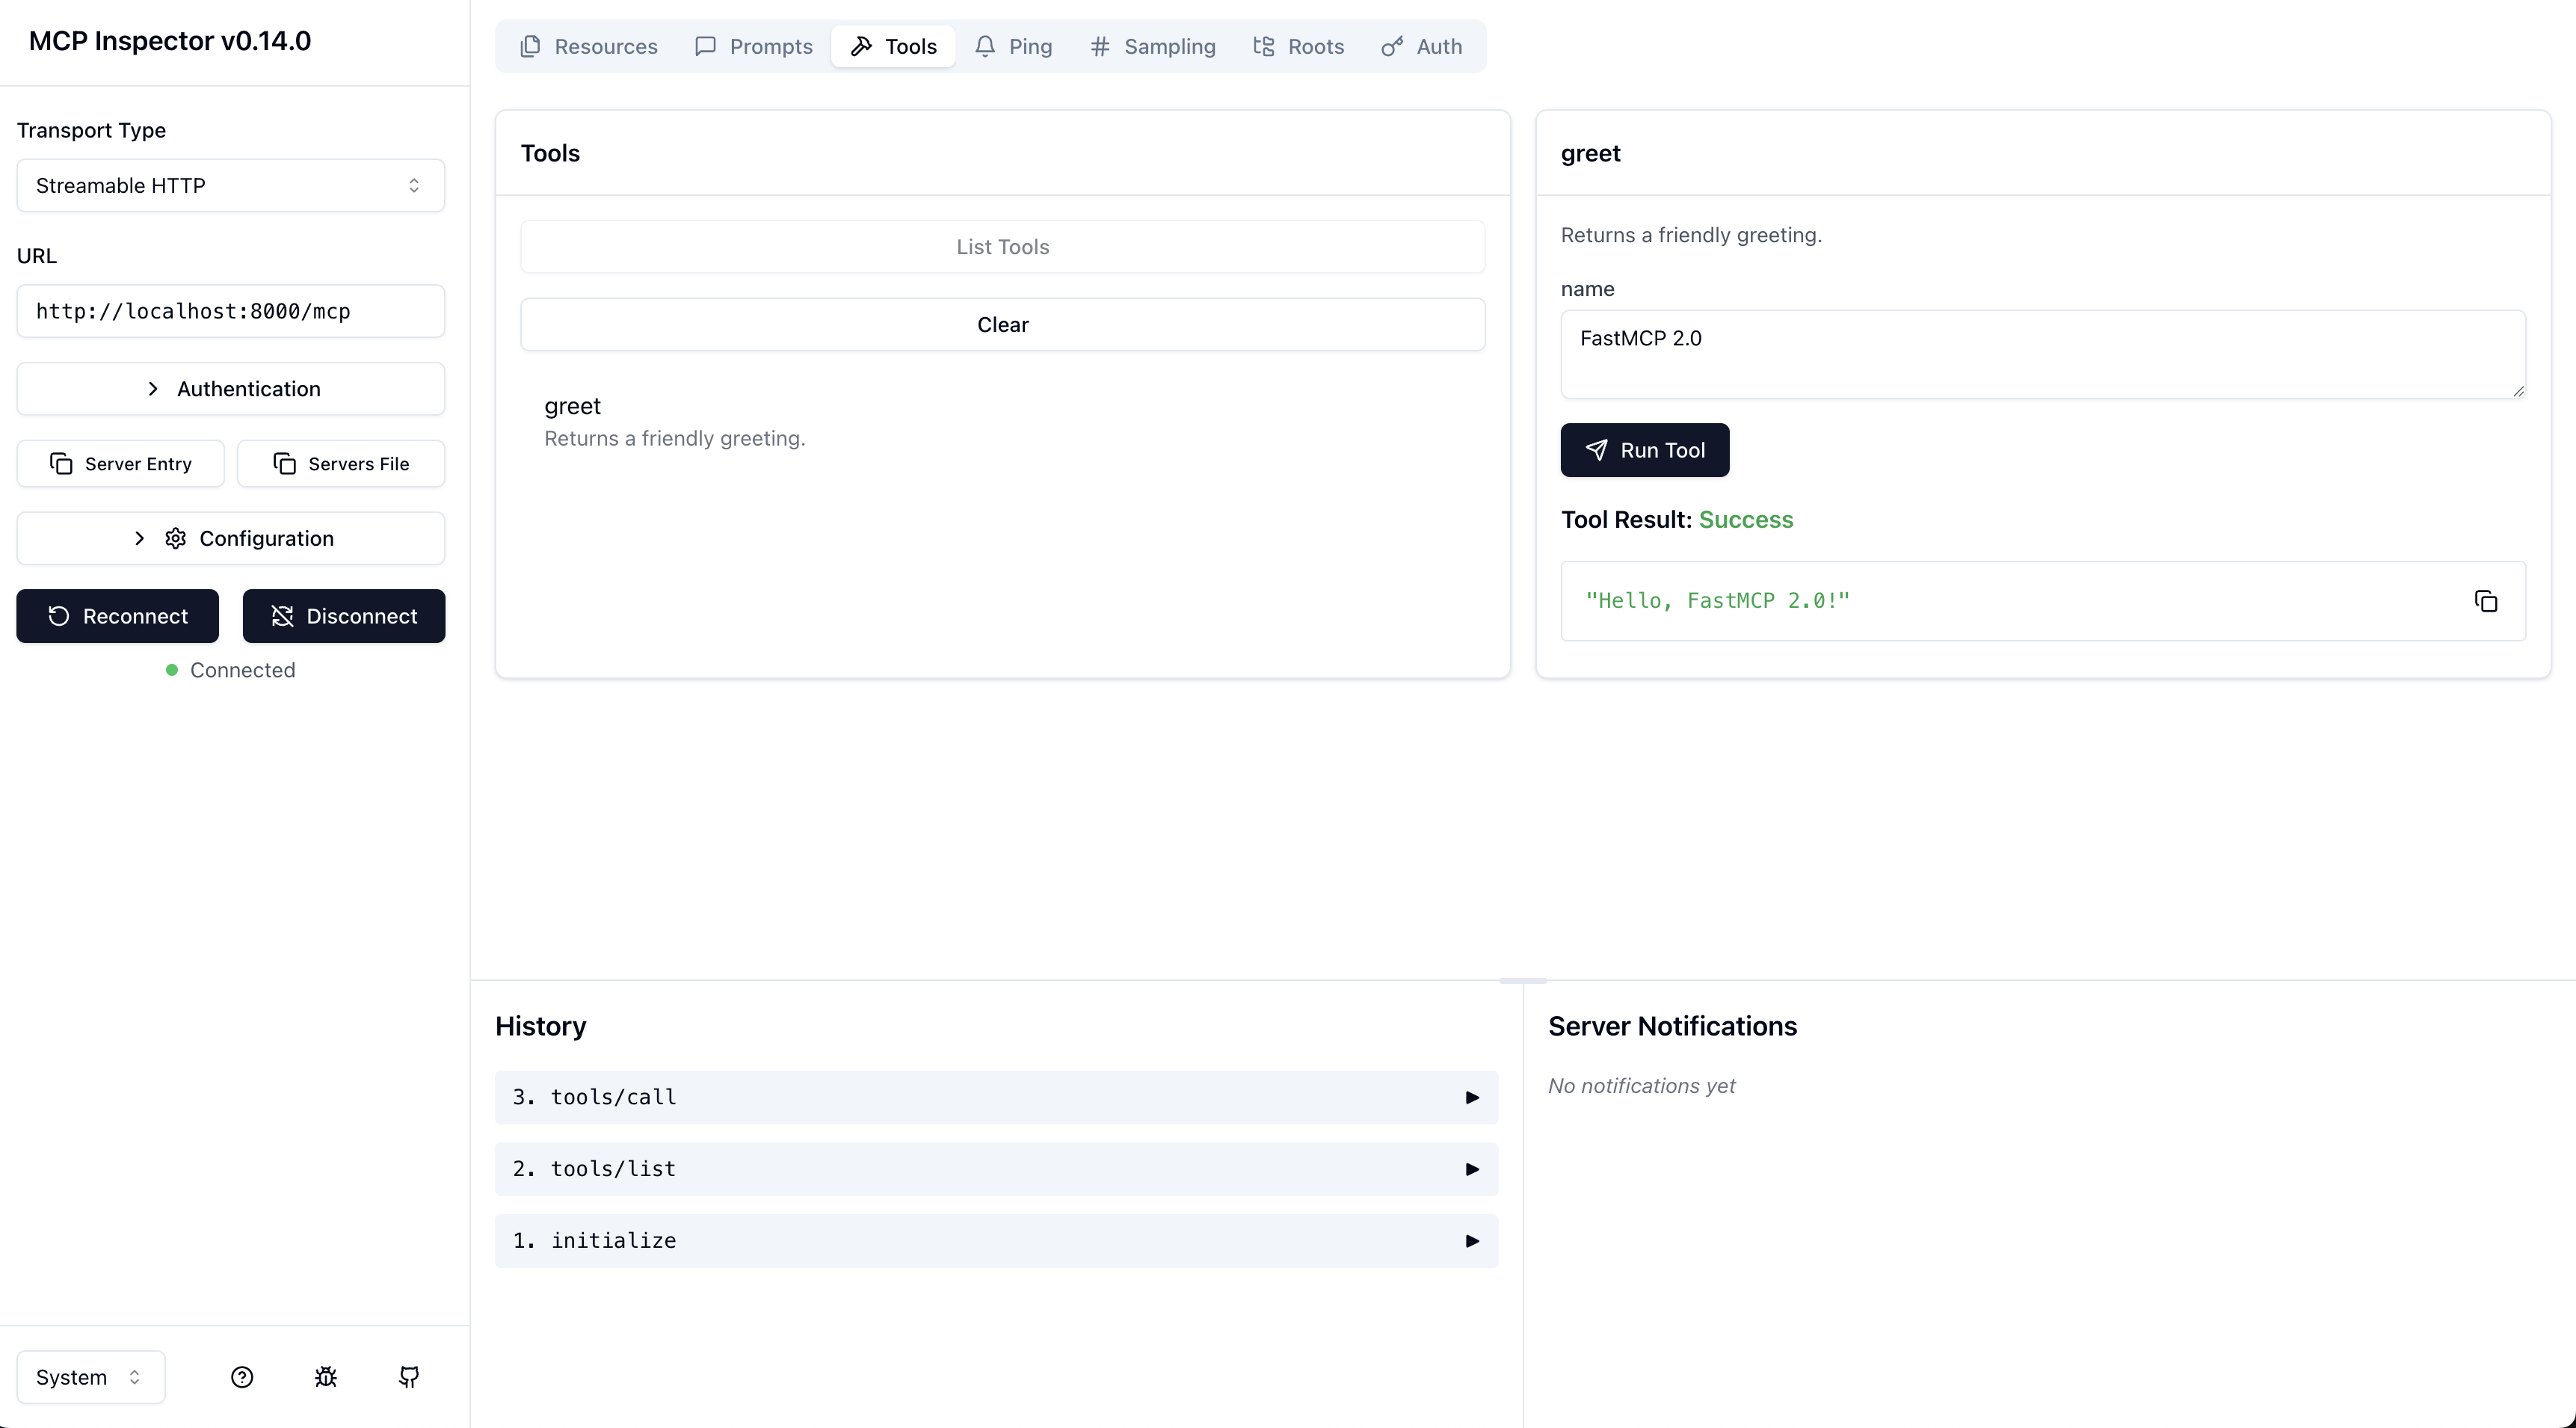 MCP Inspector v0.14.0
Transport Type
Streamable HTTP
URL
http://localhost:8000/mcp
Authentication
Server Entry
Servers File
Configuration
Reconnect
Disconnect
Connected
System
Resources
Prompts
Tools
Ping
Sampling
Roots
Auth
Tools
List Tools
Clear
greet
Returns a friendly greeting.
greet
Returns a friendly greeting.
name
FastMCP 2.0
Run Tool
Tool Result: Success
"Hello, FastMCP 2.0!"
History
3. tools/call
2. tools/list
1. initialize
Server Notifications
No notifications yet